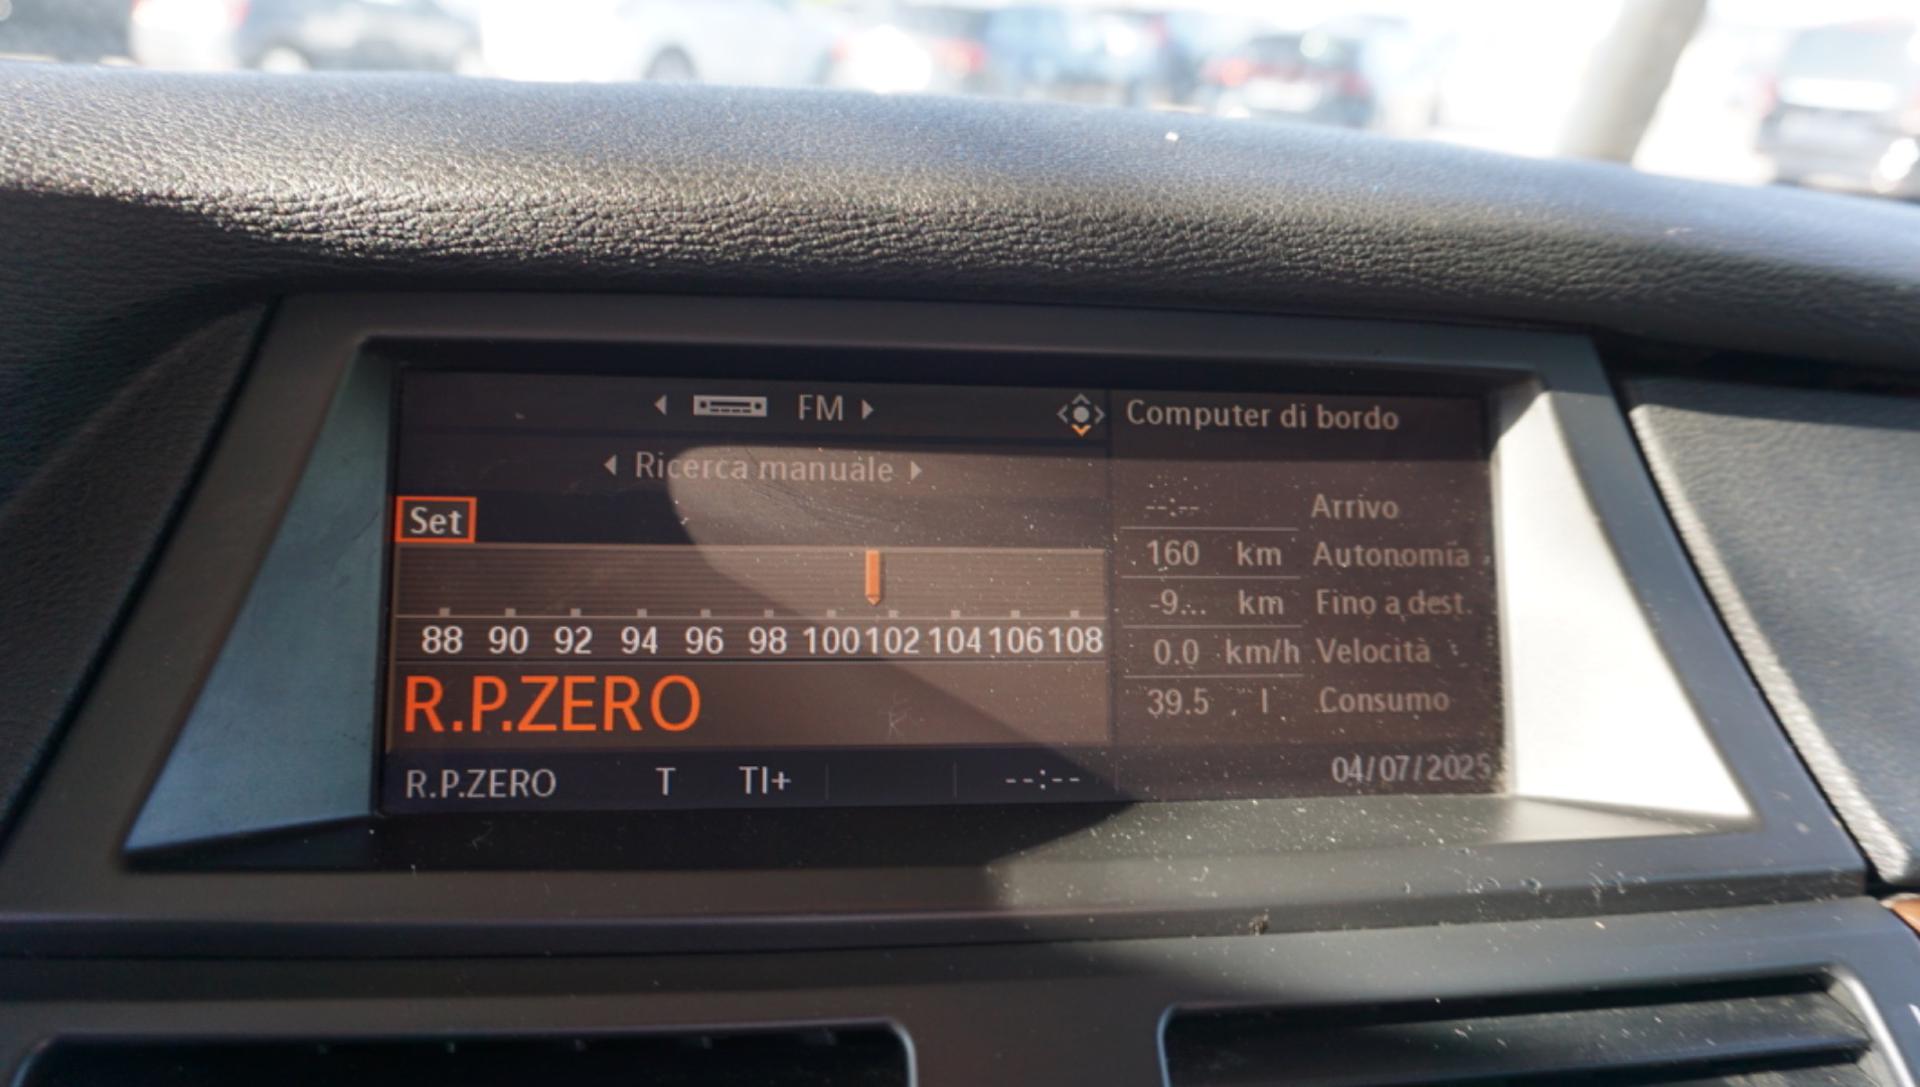 FM
Ricerca manuale
Set
88 90 92 94 96 98 100 102 104 106 108
R.P.ZERO
R.P.ZERO T TI+ --:--
Computer di bordo
--:-- Arrivo
160 km Autonomia
-9... km Fino a dest.
0.0 km/h Velocità
39.5 l Consumo
04/07/2025